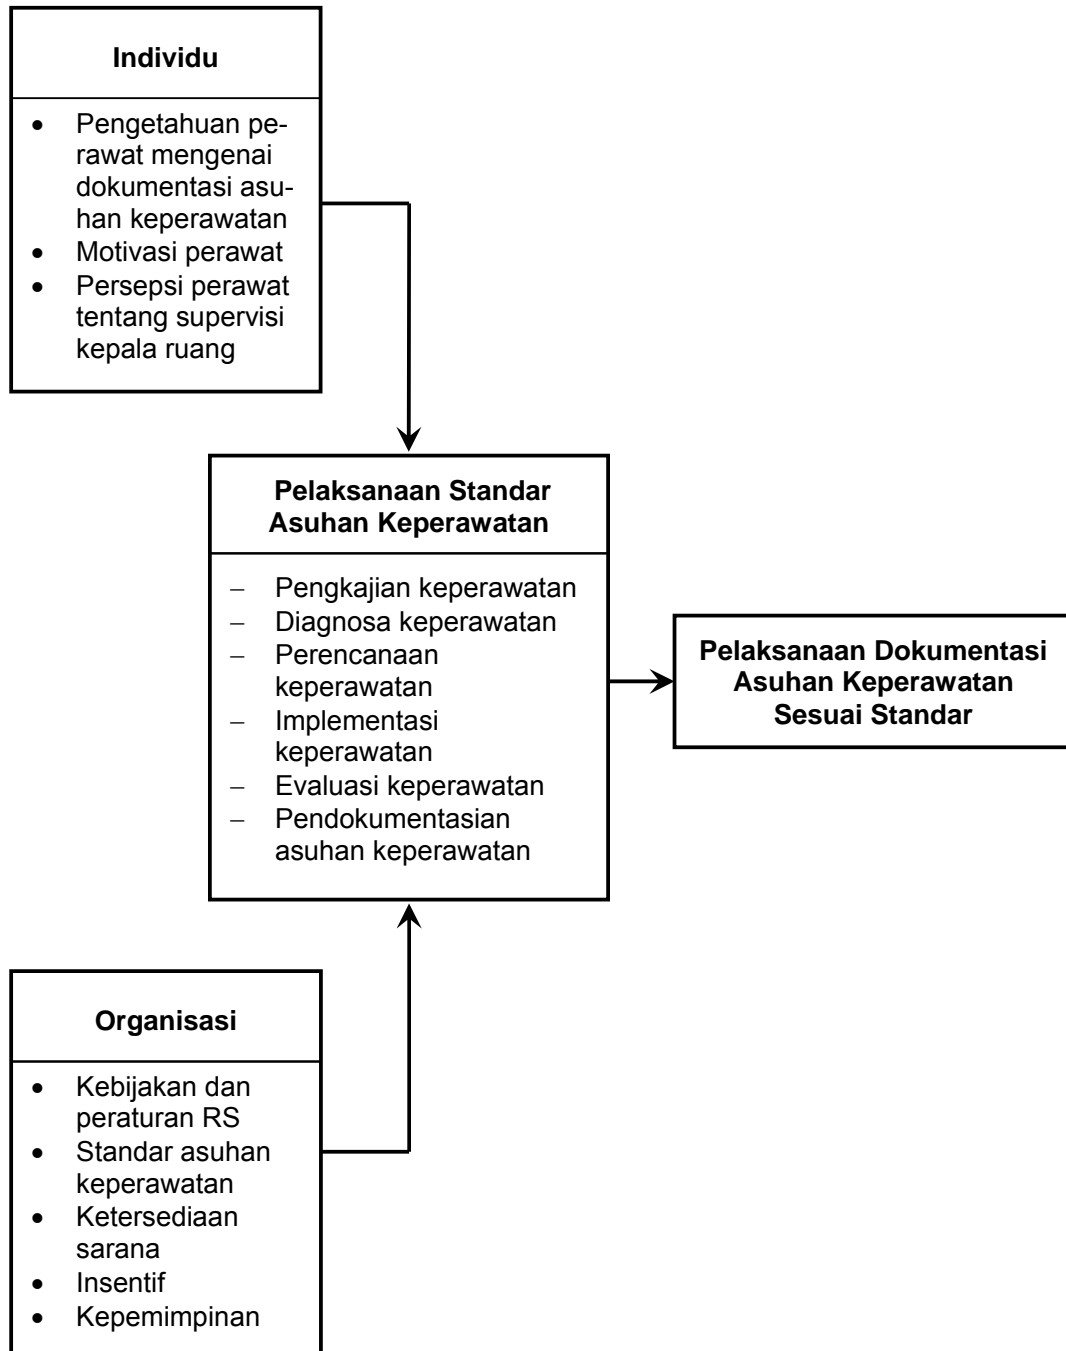 Individu
• Pengetahuan pe-
rawat mengenai
dokumentasi asu-
han keperawatan
• Motivasi perawat
• Persepsi perawat
tentang supervisi
kepala ruang
Pelaksanaan Standar
Asuhan Keperawatan
– Pengkajian keperawatan
– Diagnosa keperawatan
– Perencanaan
keperawatan
– Implementasi
keperawatan
– Evaluasi keperawatan
– Pendokumentasian
asuhan keperawatan
Pelaksanaan Dokumentasi
Asuhan Keperawatan
Sesuai Standar
Organisasi
• Kebijakan dan
peraturan RS
• Standar asuhan
keperawatan
• Ketersediaan
sarana
• Insentif
• Kepemimpinan